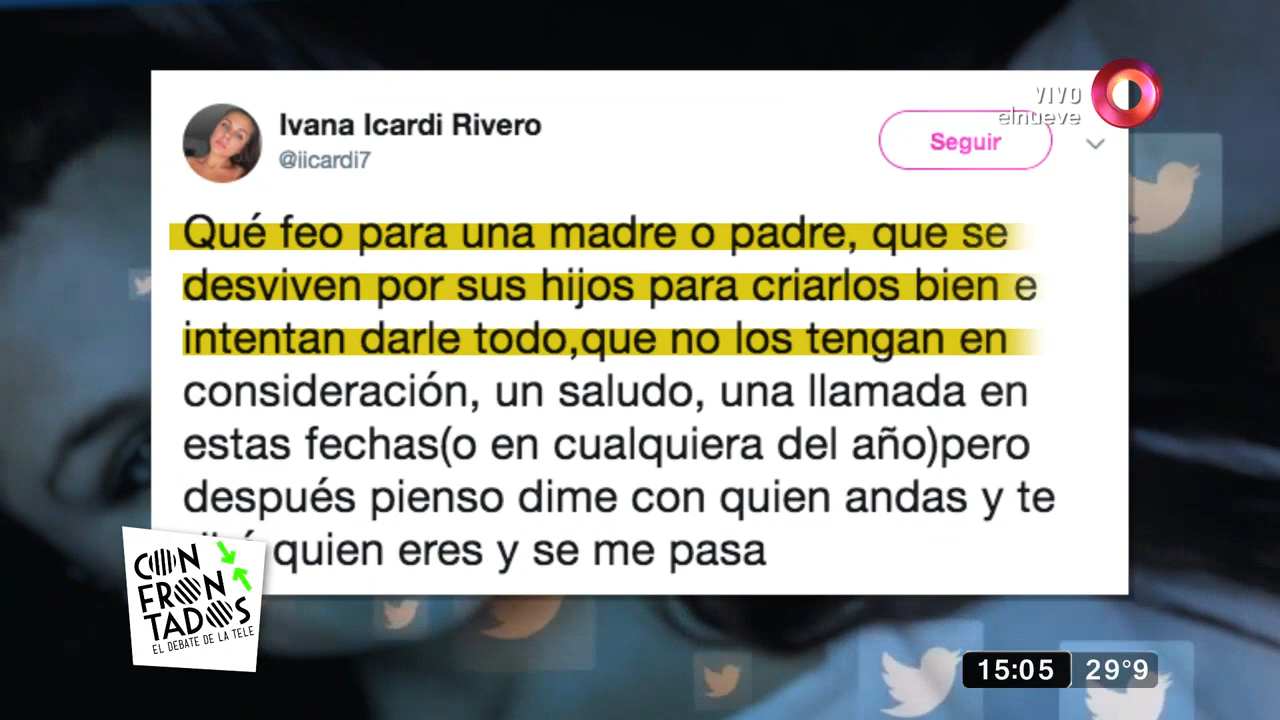 VIVO
elnueve
Ivana Icardi Rivero
@iicardi7
Seguir
Qué feo para una madre o padre, que se
desviven por sus hijos para criarlos bien e
intentan darle todo,que no los tengan en
consideración, un saludo, una llamada en
estas fechas(o en cualquiera del año)pero
después pienso dime con quien andas y te
quien eres y se me pasa
CON
FRON
TADOS
EL DEBATE DE LA TELE
15:05 29°9